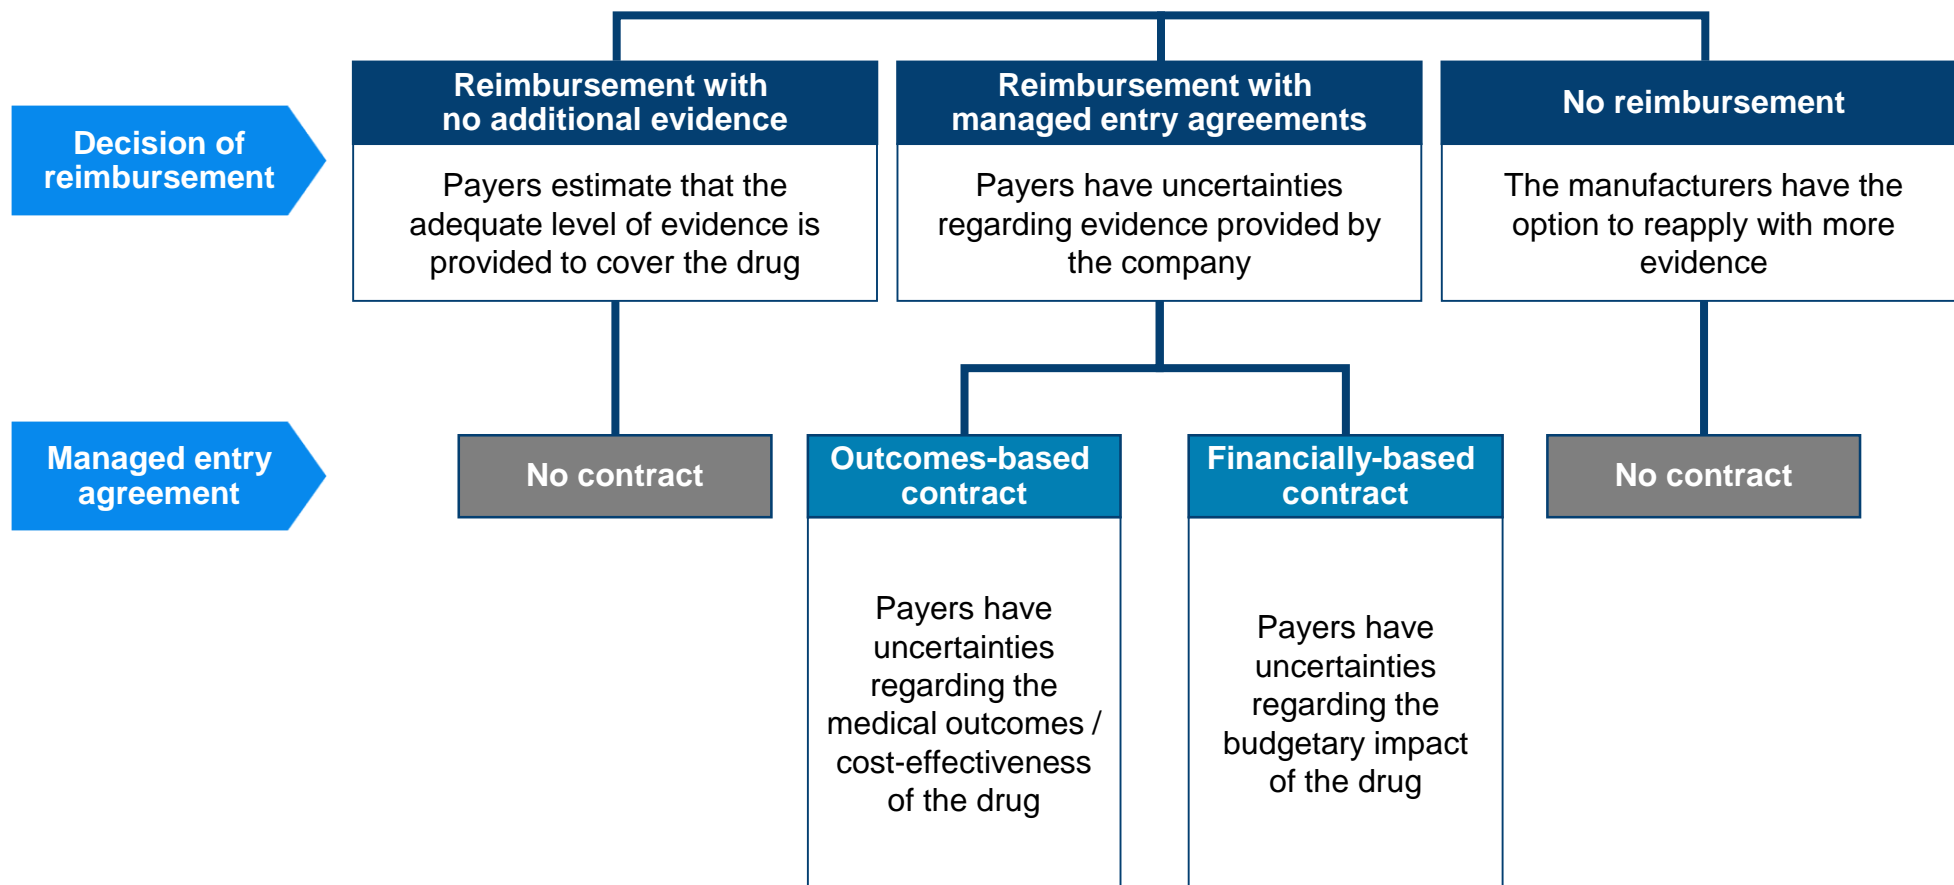 Decision of
reimbursement
Reimbursement with
no additional evidence
Payers estimate that the
adequate level of evidence is
provided to cover the drug
Reimbursement with
managed entry agreements
Payers have uncertainties
regarding evidence provided by
the company
No reimbursement
The manufacturers have the
option to reapply with more
evidence
Managed entry
agreement
No contract
Outcomes-based
contract
Payers have
uncertainties
regarding the
medical outcomes /
cost-effectiveness
of the drug
Financially-based
contract
Payers have
uncertainties
regarding the
budgetary impact
of the drug
No contract